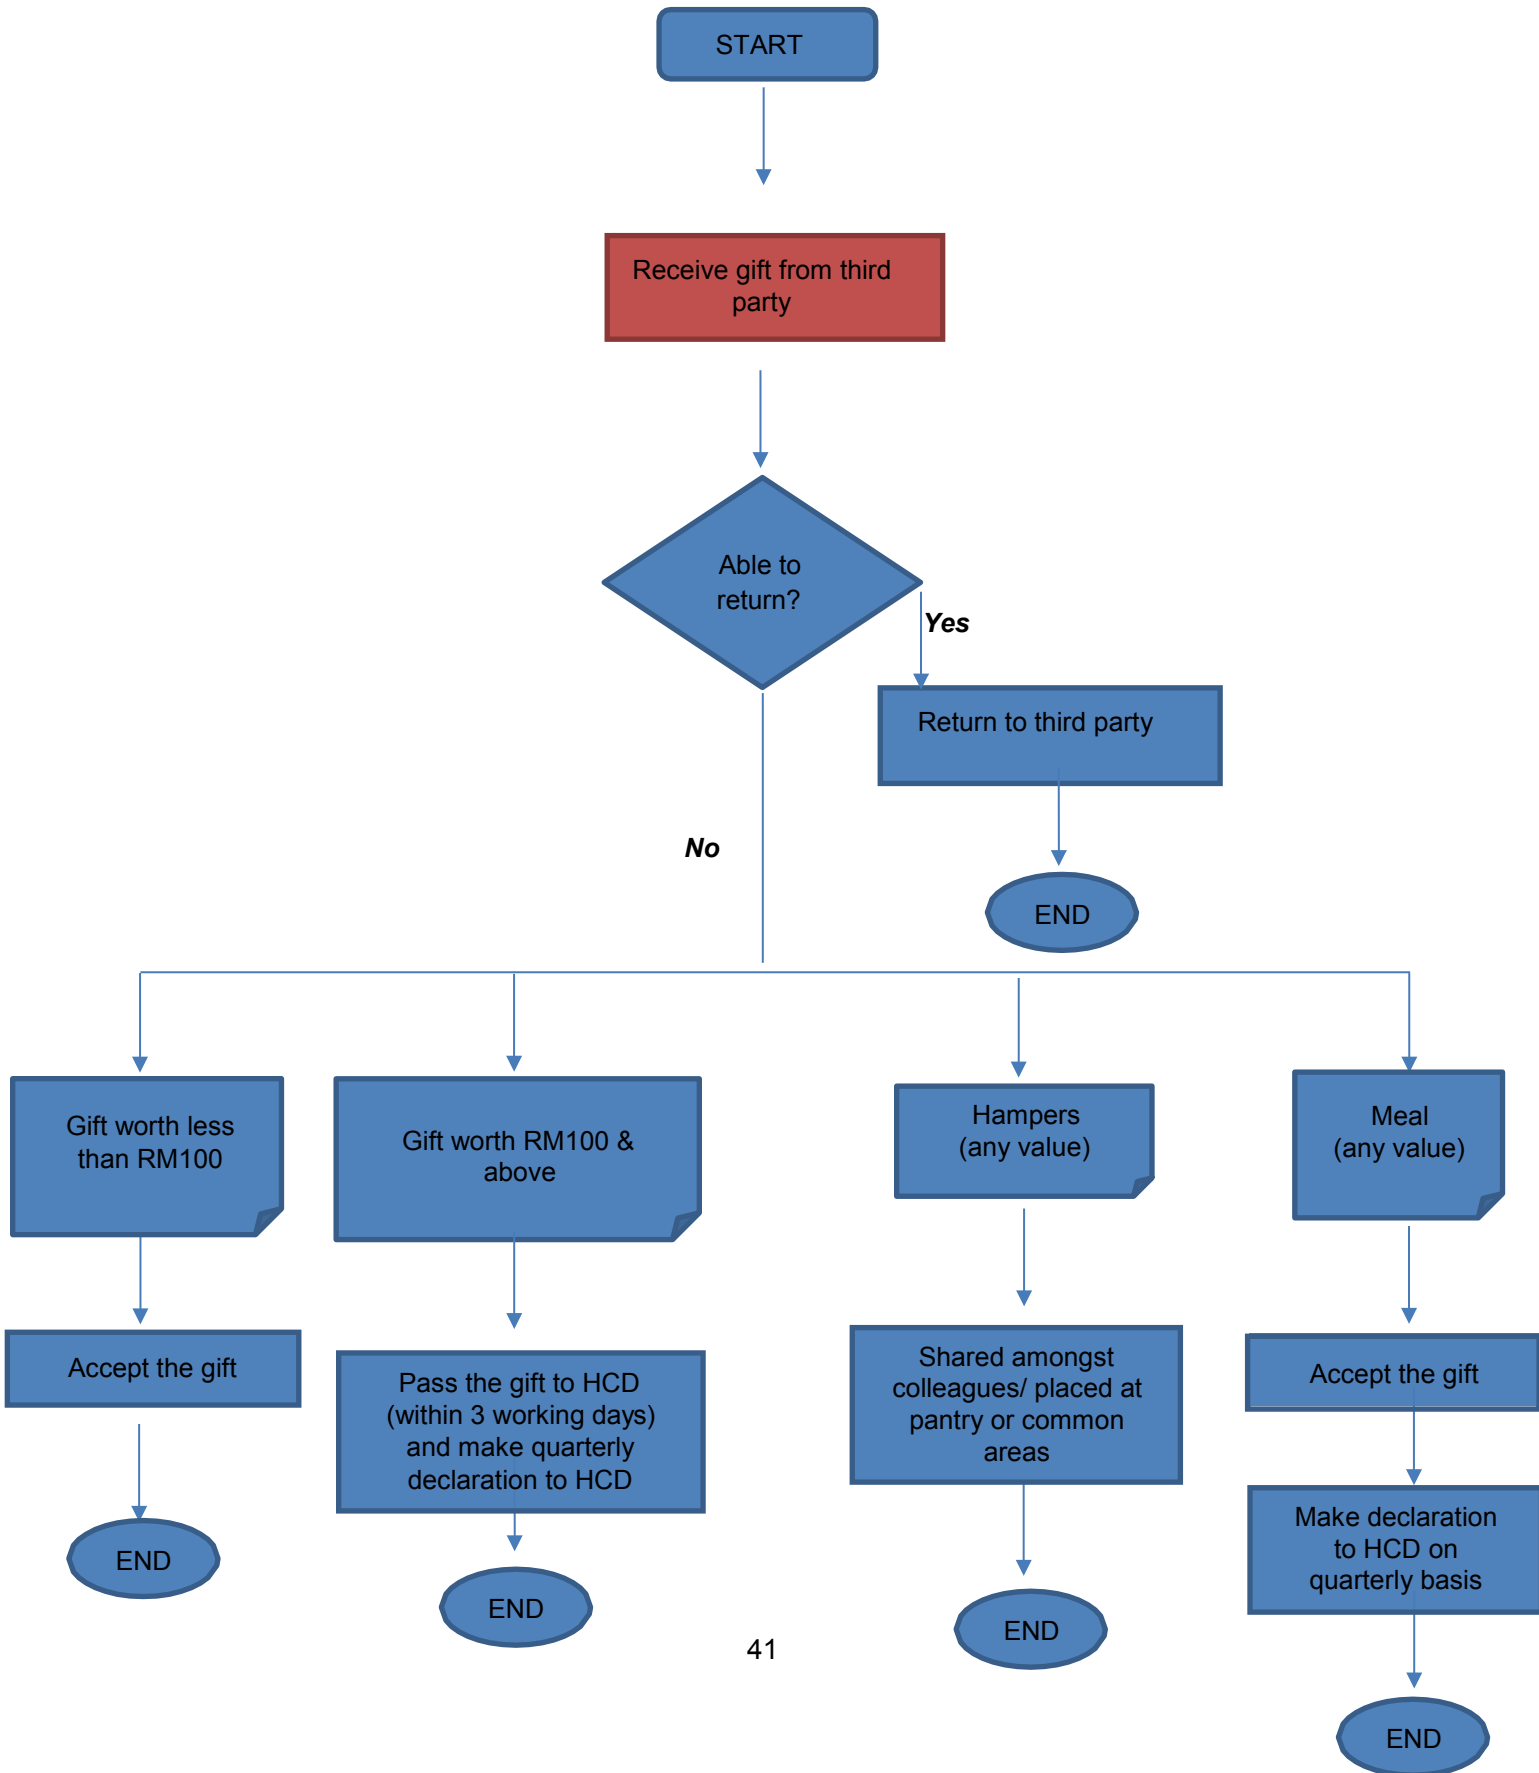 START
Receive gift from third
party
Able to
return?
Yes
Return to third party
END
No
Gift worth less
than RM100
Accept the gift
END
Gift worth RM100 &
above
Pass the gift to HCD
(within 3 working days)
and make quarterly
declaration to HCD
END
Hampers
(any value)
Shared amongst
colleagues/ placed at
pantry or common
areas
END
Meal
(any value)
Accept the gift
Make declaration
to HCD on
quarterly basis
END
41